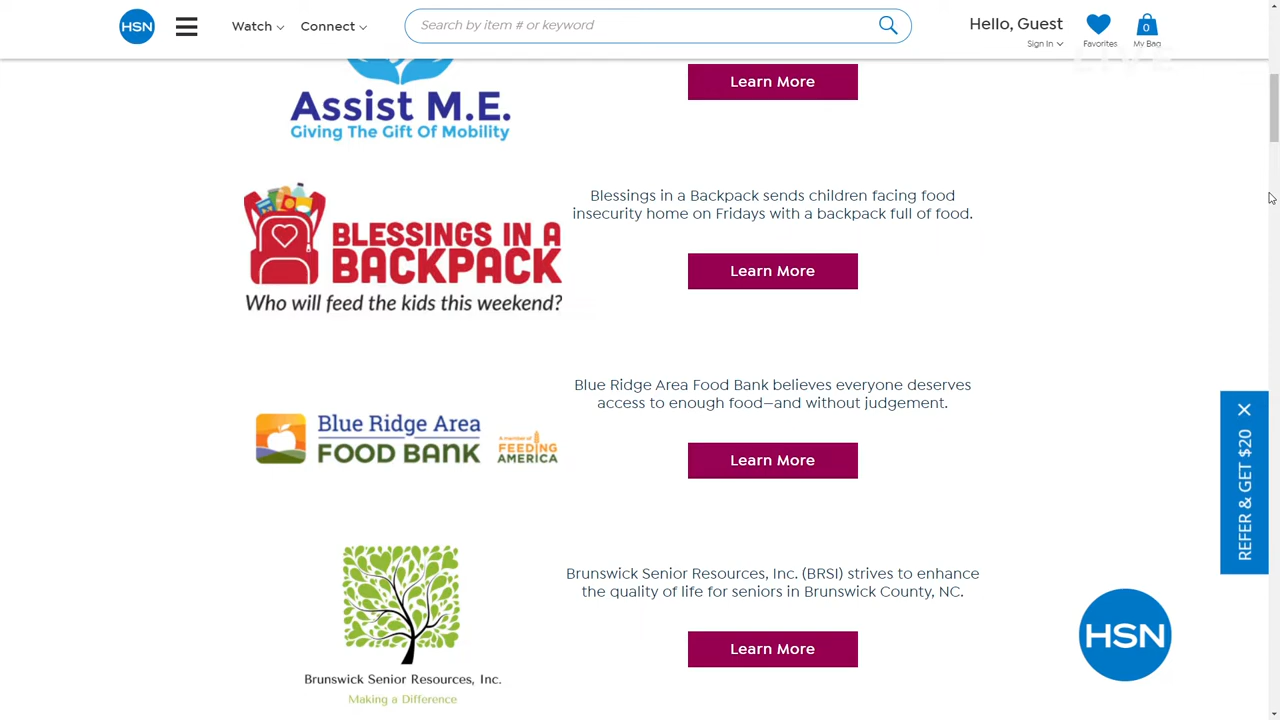 HSN
Watch
Connect
Search by item # or keyword
Hello, Guest
Sign In
Favorites
0
My Bag
LIVE
Assist M.E.
Giving The Gift Of Mobility
Learn More
BLESSINGS IN A
BACKPACK
Who will feed the kids this weekend?
Blessings in a Backpack sends children facing food
insecurity home on Fridays with a backpack full of food.
Learn More
Blue Ridge Area
FOOD BANK
A member of
FEEDING
AMERICA
Blue Ridge Area Food Bank believes everyone deserves
access to enough food—and without judgement.
Learn More
REFER & GET $20
Brunswick Senior Resources, Inc.
Making a Difference
Brunswick Senior Resources, Inc. (BRSI) strives to enhance
the quality of life for seniors in Brunswick County, NC.
Learn More
HSN